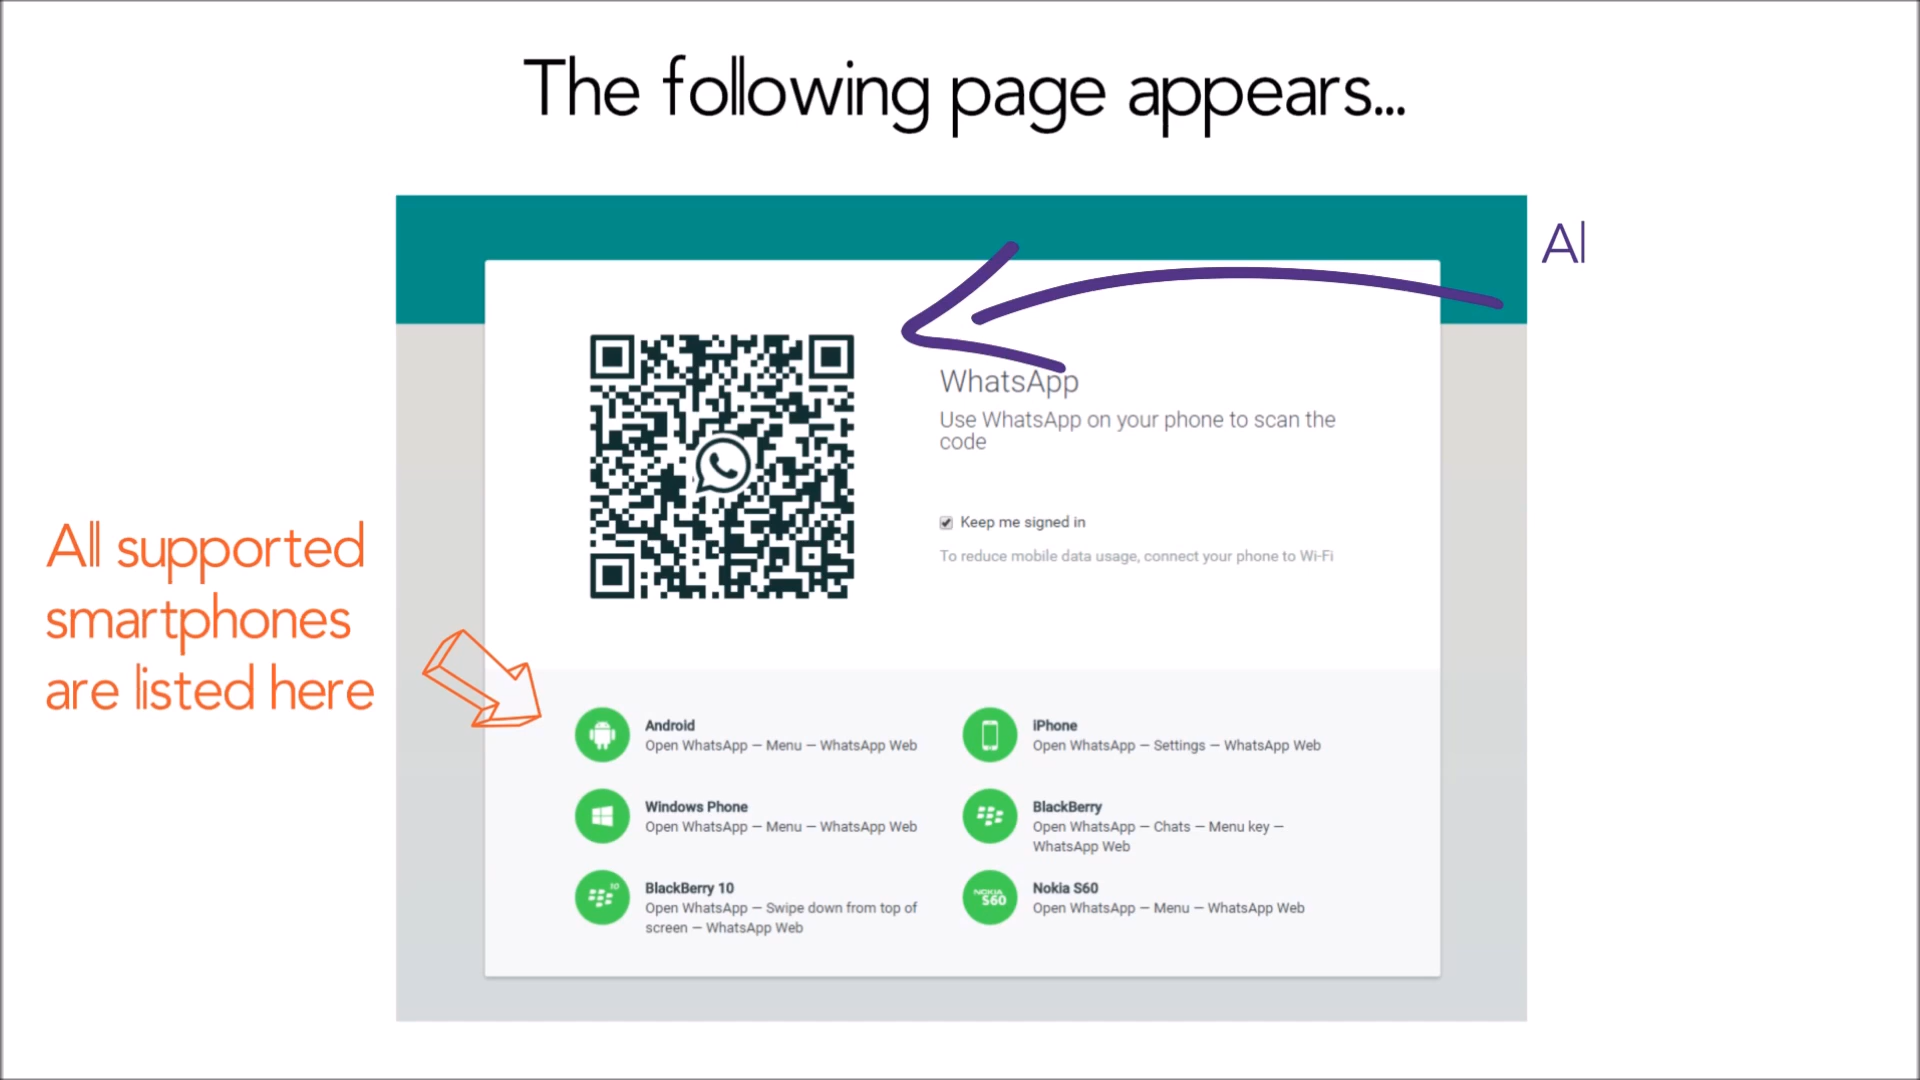 The following page appears...
Al
WhatsApp
Use WhatsApp on your phone to scan the
code
Keep me signed in
To reduce mobile data usage, connect your phone to Wi-Fi
All supported
smartphones
are listed here
Android
Open WhatsApp — Menu — WhatsApp Web
iPhone
Open WhatsApp — Settings — WhatsApp Web
Windows Phone
Open WhatsApp — Menu — WhatsApp Web
BlackBerry
Open WhatsApp — Chats — Menu key —
WhatsApp Web
BlackBerry 10
Open WhatsApp — Swipe down from top of
screen — WhatsApp Web
10
NOKIA
S60
Nokia S60
Open WhatsApp — Menu — WhatsApp Web